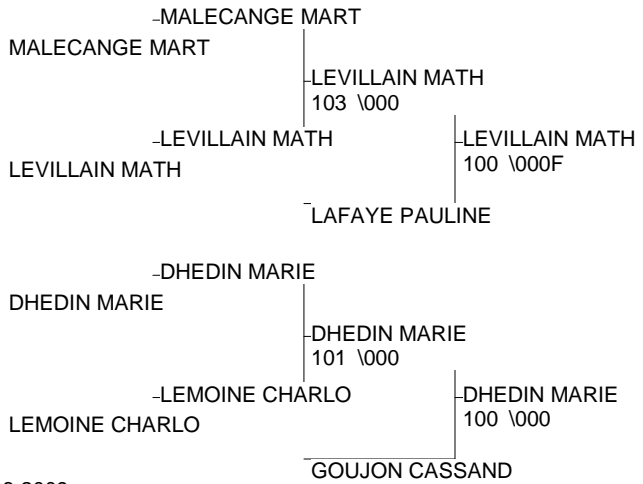 MALECANGE MART
MALECANGE MART
LEVILLAIN MATH
103 \000
LEVILLAIN MATH
LEVILLAIN MATH
100 \000F
LEVILLAIN MATH
LAFAYE PAULINE
DHEDIN MARIE
DHEDIN MARIE
DHEDIN MARIE
101 \000
LEMOINE CHARLO
DHEDIN MARIE
100 \000
LEMOINE CHARLO
GOUJON CASSAND